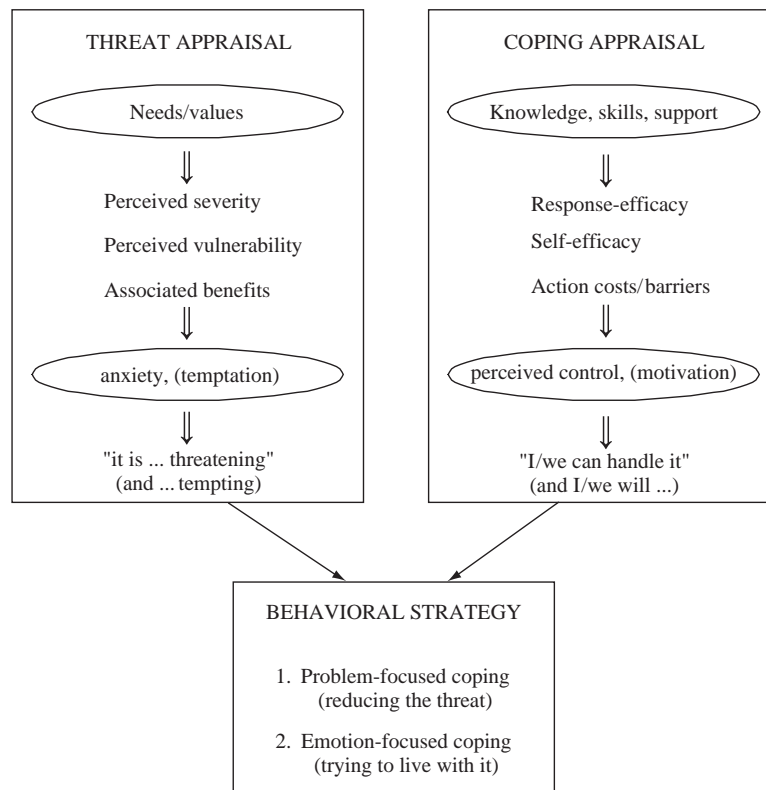 THREAT APPRAISAL
Needs/values
Perceived severity
Perceived vulnerability
Associated benefits
anxiety, (temptation)
"it is ... threatening"
(and ... tempting)
COPING APPRAISAL
Knowledge, skills, support
Response-efficacy
Self-efficacy
Action costs/barriers
perceived control, (motivation)
"I/we can handle it"
(and I/we will ...)
BEHAVIORAL STRATEGY
1. Problem-focused coping
(reducing the threat)
2. Emotion-focused coping
(trying to live with it)